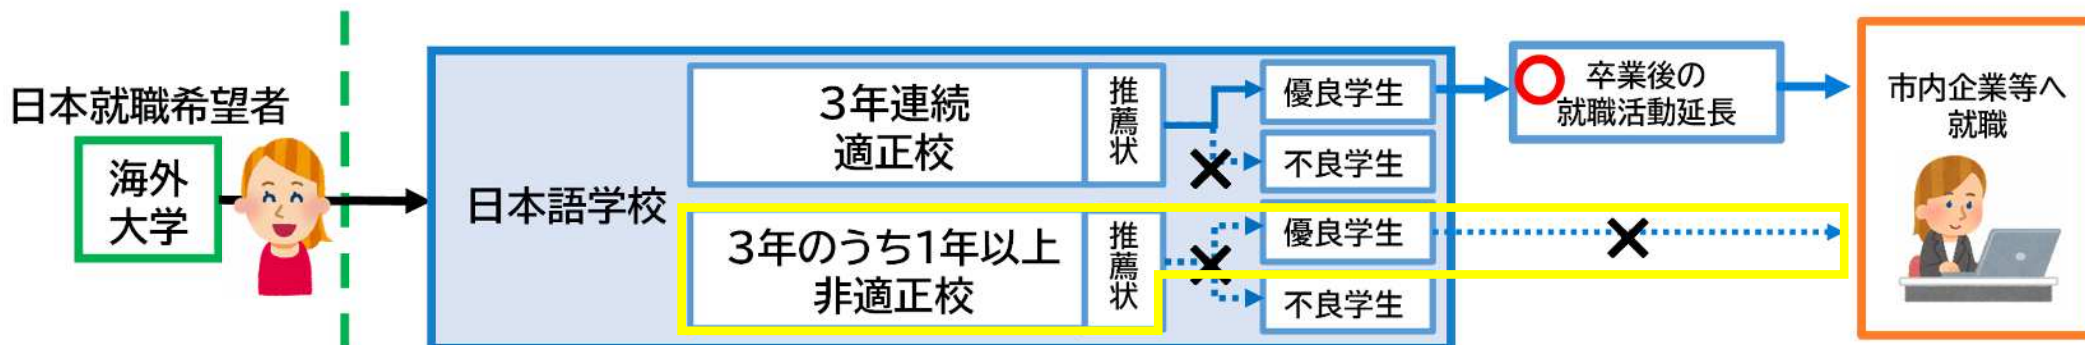 日本就職希望者
海外
大学
日本語学校
3年連続
適正校
推薦状
優良学生
不良学生
3年のうち1年以上
非適正校
推薦状
優良学生
不良学生
卒業後の
就職活動延長
市内企業等へ
就職